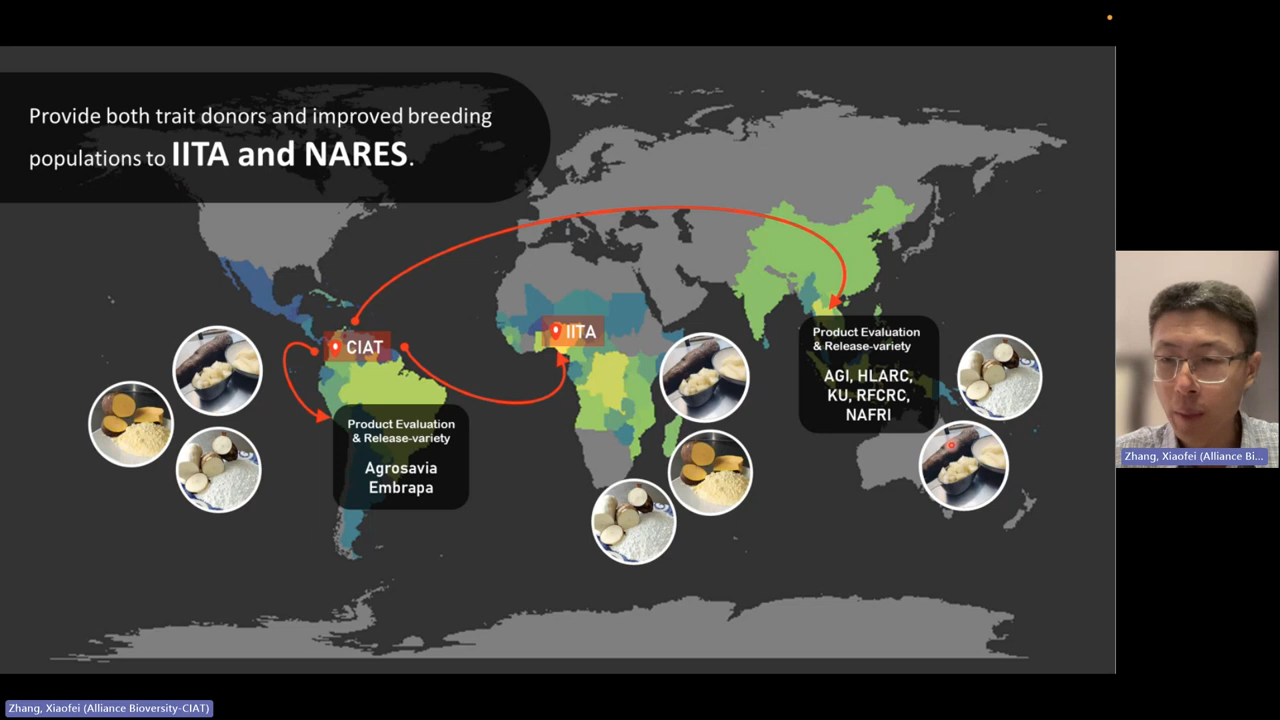 Provide both trait donors and improved breeding
populations to IITA and NARES.
CIAT
IITA
Product Evaluation
& Release-variety
Agrosavia
Embrapa
Product Evaluation
& Release-variety
AGI, HLARC,
KU, RFCRC,
NAFRI
Zhang, Xiaofei (Alliance Bi...
Zhang, Xiaofei (Alliance Bioversity-CIAT)